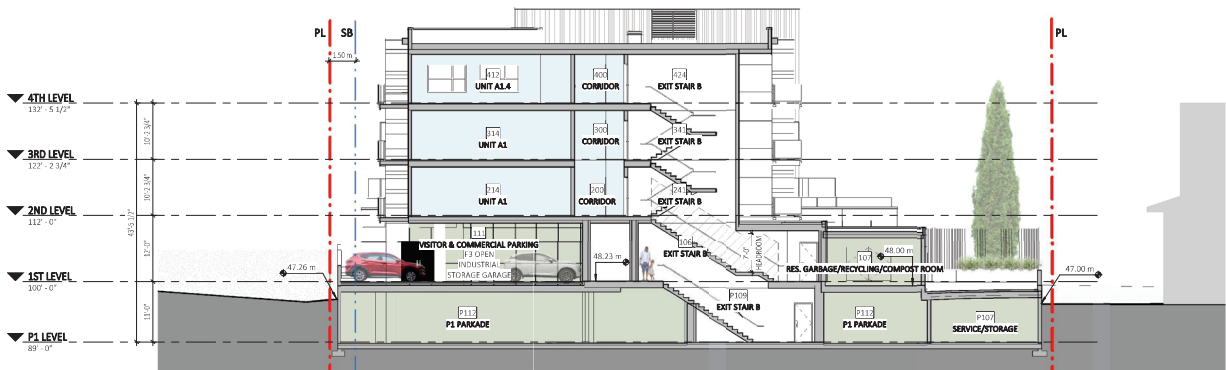 PL
SB
PL
1.50 m
412
UNIT A1.4
400
CORRIDOR
424
EXIT STAIR B
4TH LEVEL
132' - 5 1/2"
10'-2 3/4"
314
UNIT A1
300
CORRIDOR
341
EXIT STAIR B
3RD LEVEL
122' - 2 3/4"
10'-2 3/4"
214
UNIT A1
200
CORRIDOR
241
EXIT STAIR B
2ND LEVEL
112' - 0"
43'-5 1/2"
12'-0"
111
VISITOR & COMMERCIAL PARKING
F3 OPEN
INDUSTRIAL
STORAGE GARAGE
48.23 m
106
EXIT STAIR B
7'-0"
HEADROOM
107
48.00 m
RES. GARBAGE/RECYCLING/COMPOST ROOM
47.26 m
47.00 m
1ST LEVEL
100' - 0"
11'-0"
P112
P1 PARKADE
P109
EXIT STAIR B
P112
P1 PARKADE
P107
SERVICE/STORAGE
P1 LEVEL
89' - 0"